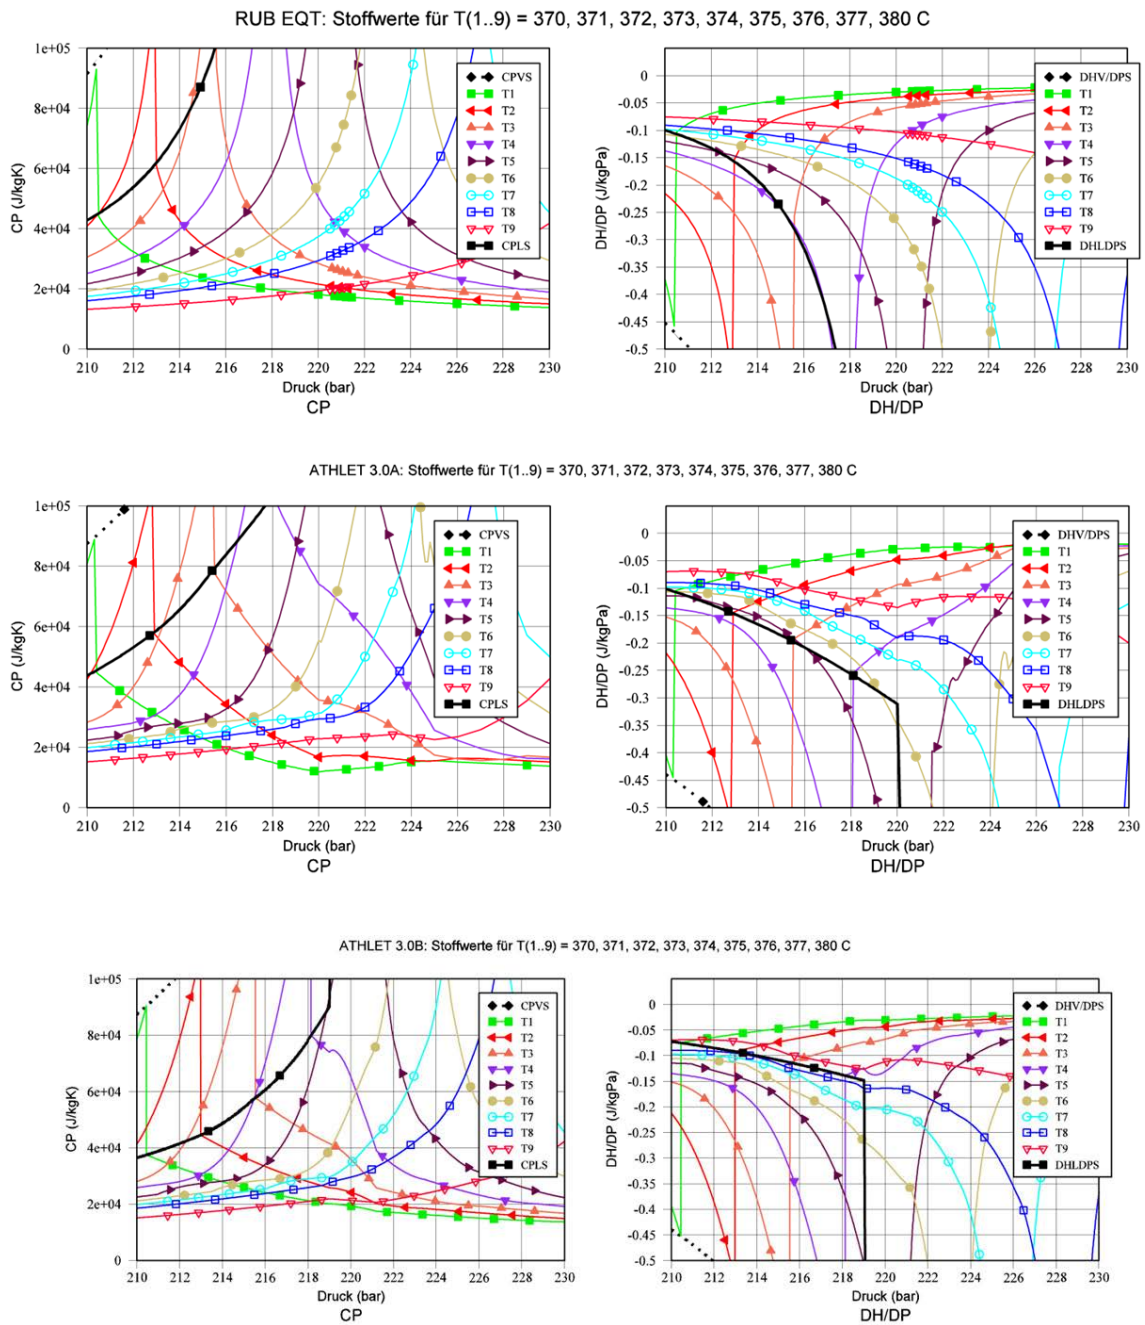 RUB EQT: Stoffwerte für T(1..9) = 370, 371, 372, 373, 374, 375, 376, 377, 380 C
1e+05
8e+04
6e+04
4e+04
2e+04
0
CP (J/kgK)
210 212 214 216 218 220 222 224 226 228 230
Druck (bar)
CP
CPVS
T1
T2
T3
T4
T5
T6
T7
T8
T9
CPLS
0
-0.05
-0.1
-0.15
-0.2
-0.25
-0.3
-0.35
-0.4
-0.45
-0.5
DH/DP (J/kgPa)
210 212 214 216 218 220 222 224 226 228 230
Druck (bar)
DH/DP
DHV/DPS
T1
T2
T3
T4
T5
T6
T7
T8
T9
DHLDPS
ATHLET 3.0A: Stoffwerte für T(1..9) = 370, 371, 372, 373, 374, 375, 376, 377, 380 C
1e+05
8e+04
6e+04
4e+04
2e+04
0
CP (J/kgK)
210 212 214 216 218 220 222 224 226 228 230
Druck (bar)
CP
CPVS
T1
T2
T3
T4
T5
T6
T7
T8
T9
CPLS
0
-0.05
-0.1
-0.15
-0.2
-0.25
-0.3
-0.35
-0.4
-0.45
-0.5
DH/DP (J/kgPa)
210 212 214 216 218 220 222 224 226 228 230
Druck (bar)
DH/DP
DHV/DPS
T1
T2
T3
T4
T5
T6
T7
T8
T9
DHLDPS
ATHLET 3.0B: Stoffwerte für T(1..9) = 370, 371, 372, 373, 374, 375, 376, 377, 380 C
1e+05
8e+04
6e+04
4e+04
2e+04
0
CP (J/kgK)
210 212 214 216 218 220 222 224 226 228 230
Druck (bar)
CP
CPVS
T1
T2
T3
T4
T5
T6
T7
T8
T9
CPLS
0
-0.05
-0.1
-0.15
-0.2
-0.25
-0.3
-0.35
-0.4
-0.45
-0.5
DH/DP (J/kgPa)
210 212 214 216 218 220 222 224 226 228 230
Druck (bar)
DH/DP
DHV/DPS
T1
T2
T3
T4
T5
T6
T7
T8
T9
DHLDPS